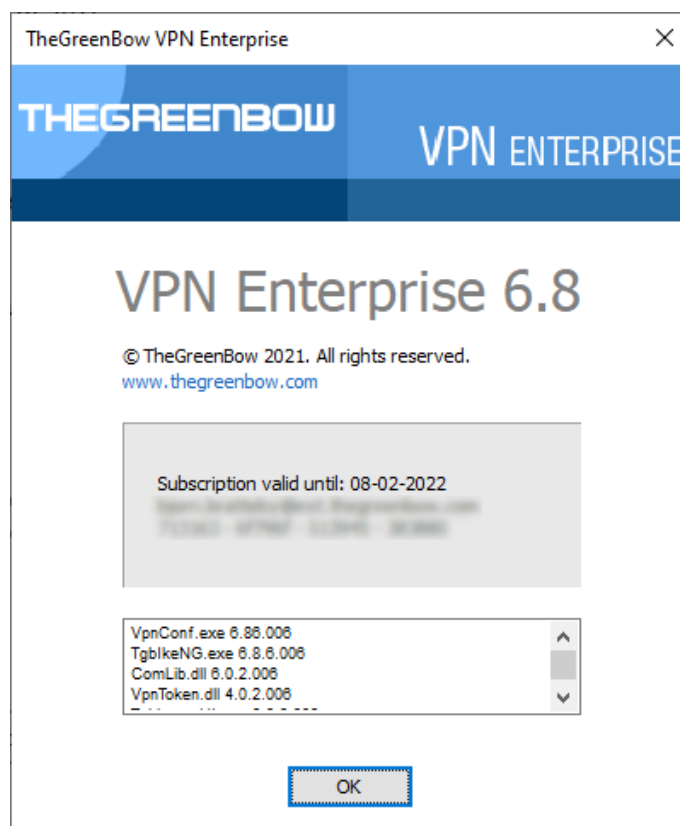 TheGreenBow VPN Enterprise
THEGREENBOW
VPN ENTERPRISE
VPN Enterprise 6.8
© TheGreenBow 2021. All rights reserved.
www.thegreenbow.com
Subscription valid until: 08-02-2022
VpnConf.exe 6.86.006
TgbIkeNG.exe 6.8.6.006
ComLib.dll 6.0.2.006
VpnToken.dll 4.0.2.006
OK